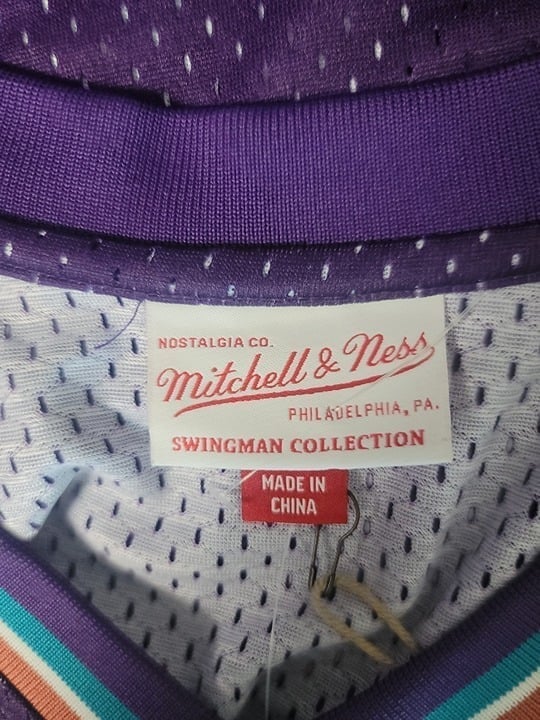 NOSTALGIA CO.
Mitchell & Ness
PHILADELPHIA, PA.
SWINGMAN COLLECTION
MADE IN
CHINA